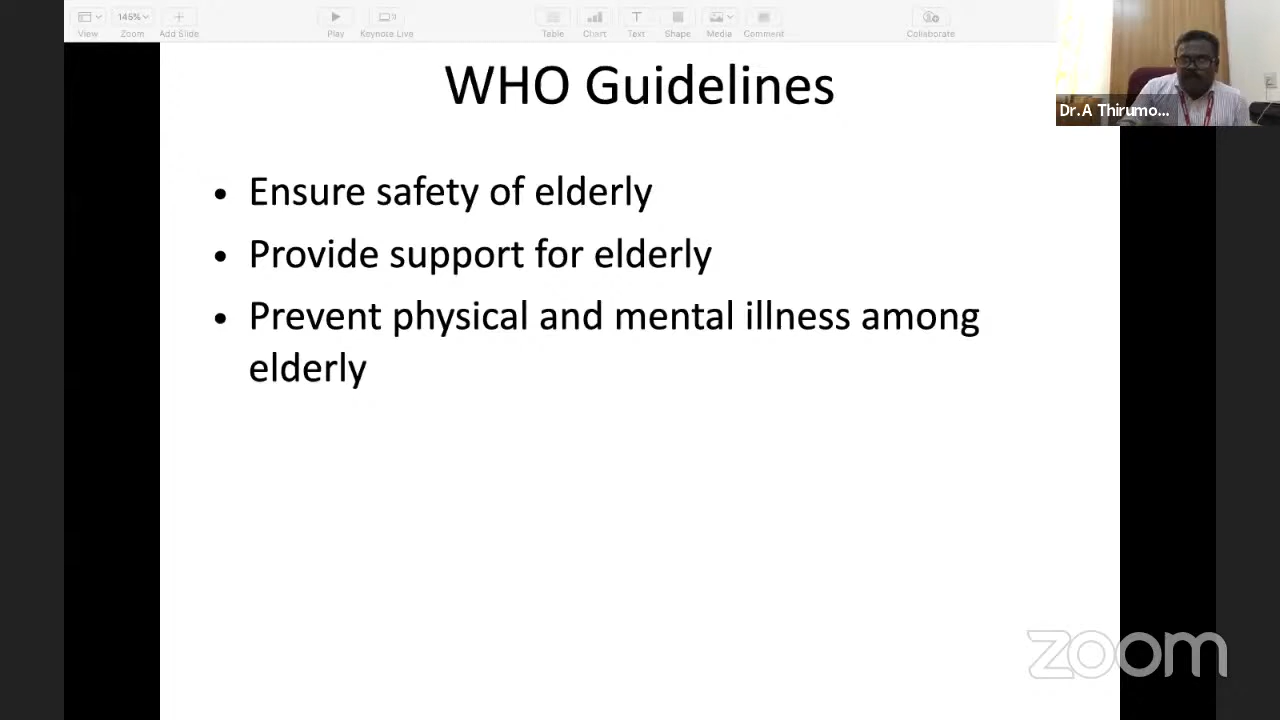 145%
View
Zoom
Add Slide
Play
Keynote Live
Table
Chart
Text
Shape
Media
Comment
Collaborate
Dr.A Thirumo...
WHO Guidelines
• Ensure safety of elderly
• Provide support for elderly
• Prevent physical and mental illness among
elderly
zoom